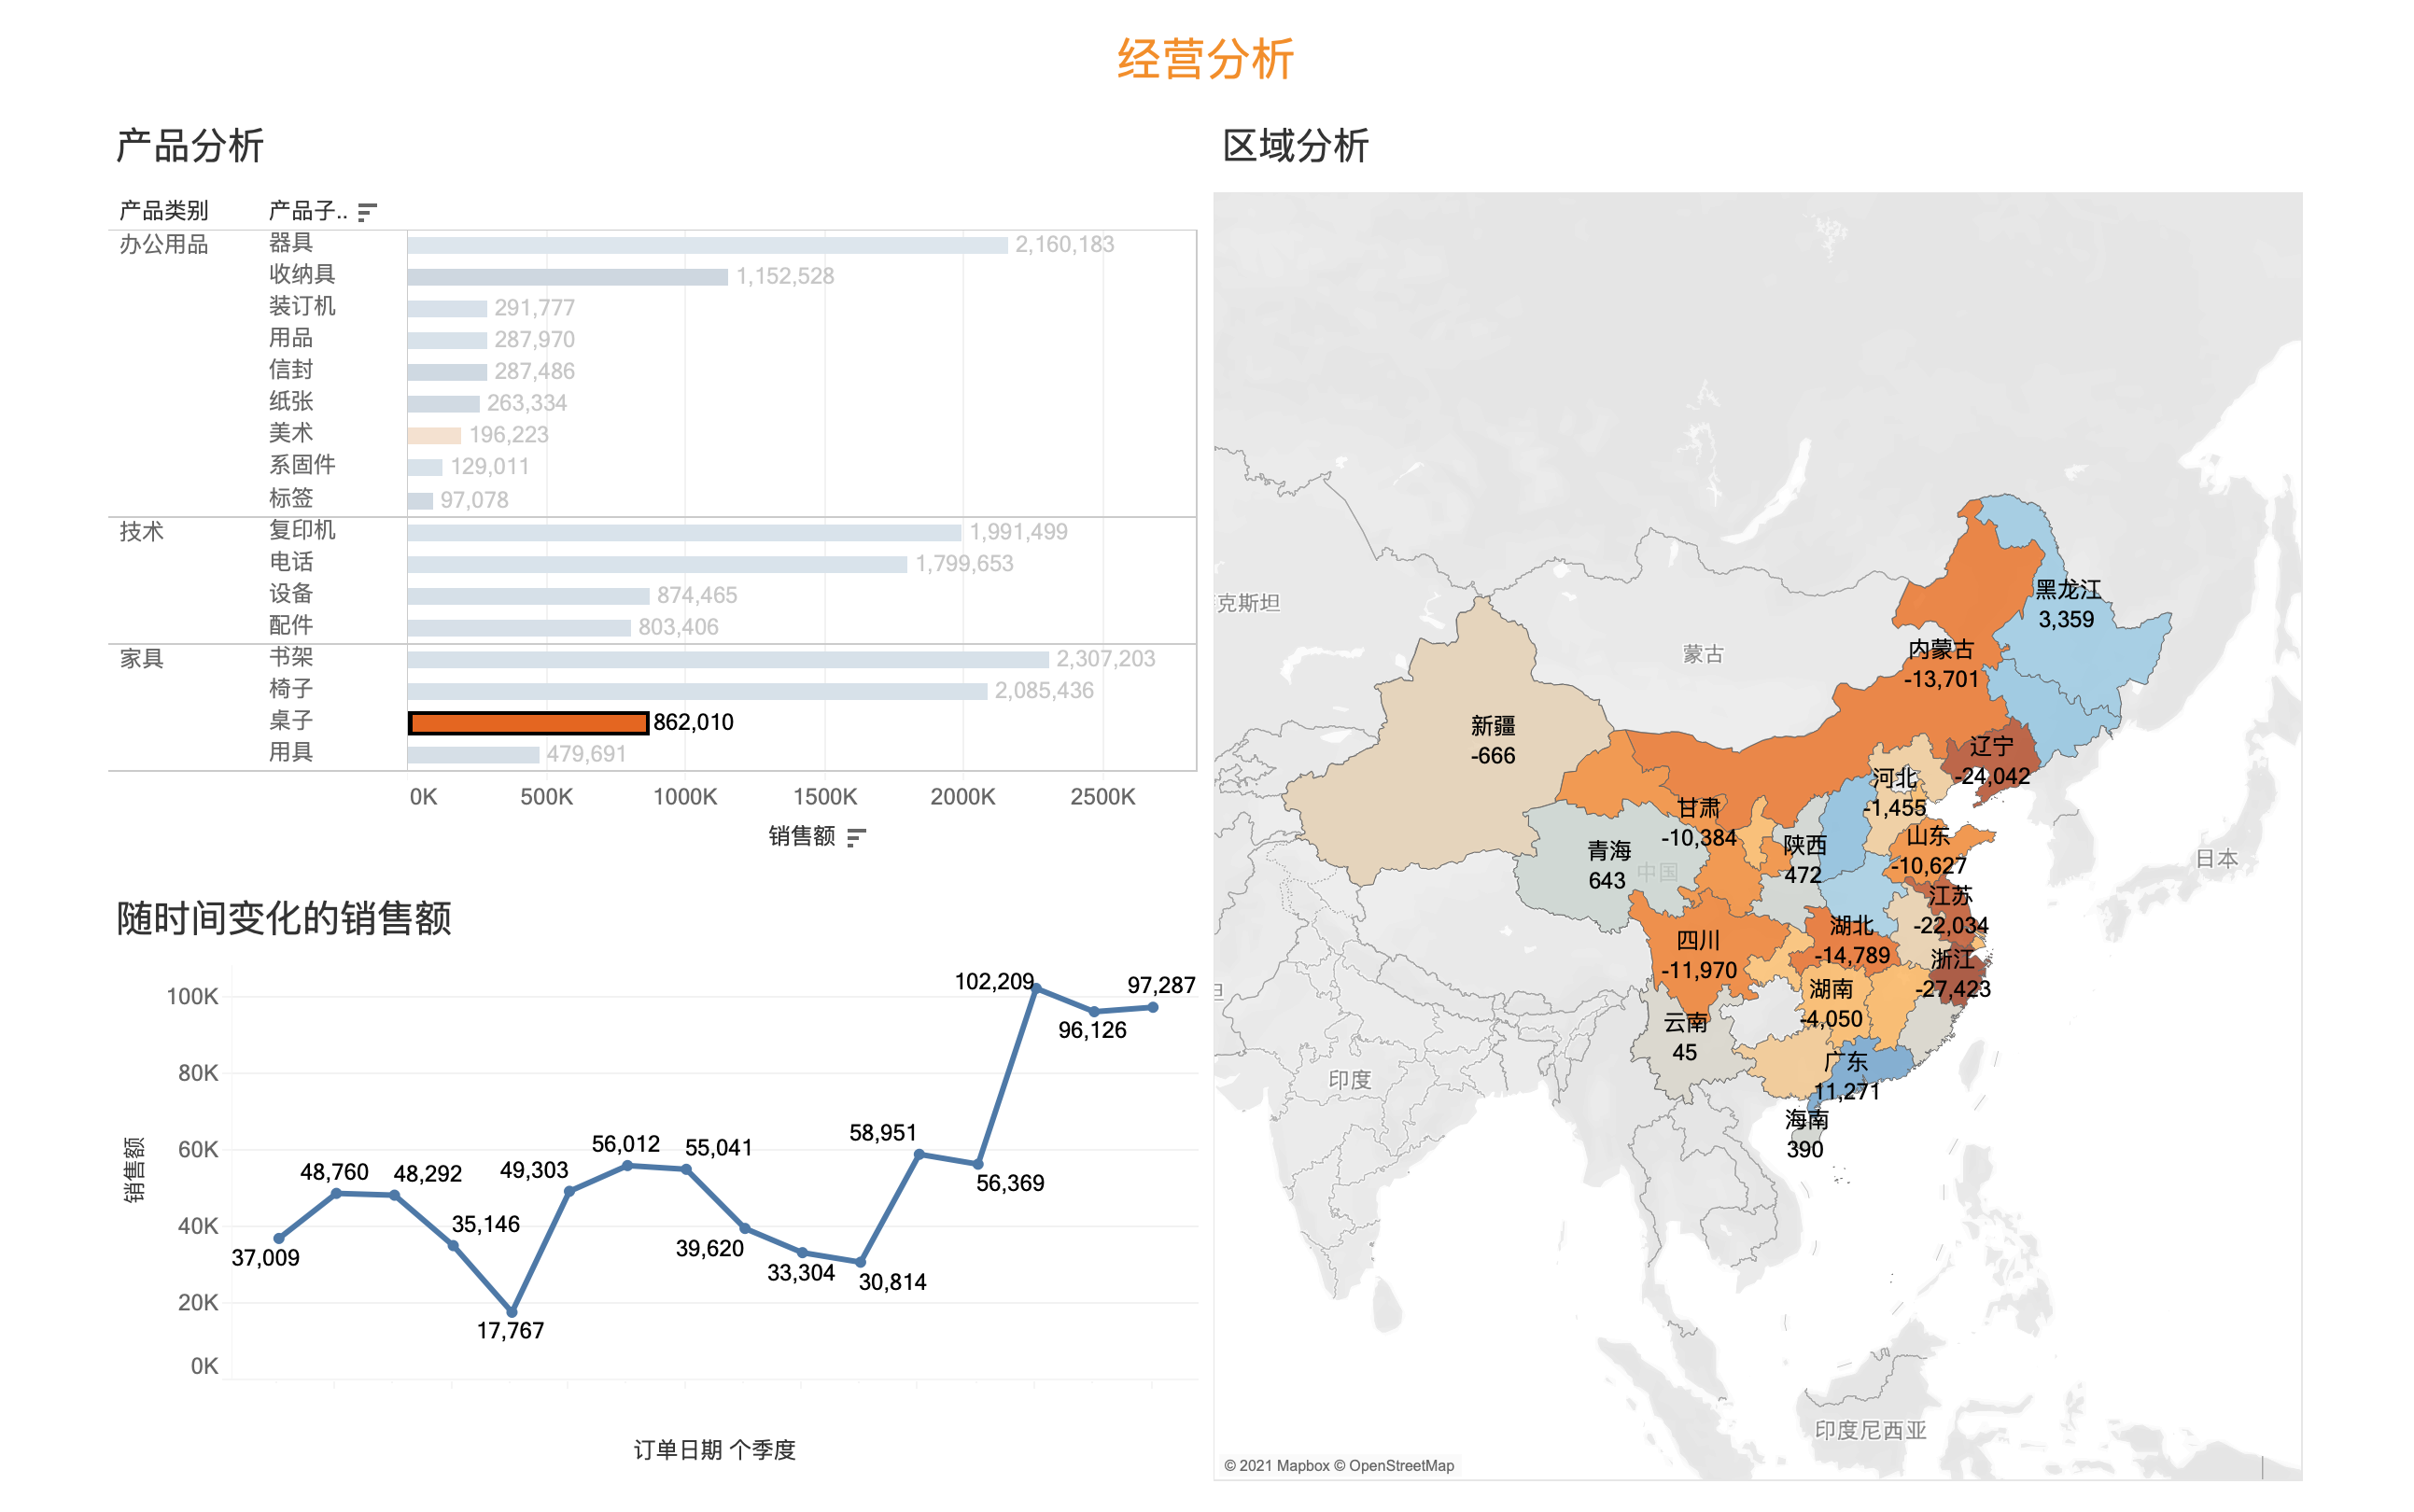 经营分析
产品分析
产品类别 产品子..
办公用品 器具 2,160,183
收纳具 1,152,528
装订机 291,777
用品 287,970
信封 287,486
纸张 263,334
美术 196,223
系固件 129,011
标签 97,078
技术 复印机 1,991,499
电话 1,799,653
设备 874,465
配件 803,406
家具 书架 2,307,203
椅子 2,085,436
桌子 862,010
用具 479,691
0K 500K 1000K 1500K 2000K 2500K
销售额
随时间变化的销售额
销售额
100K
80K
60K
40K
20K
0K
37,009
48,760
48,292
35,146
17,767
49,303
56,012
55,041
39,620
33,304
30,814
58,951
56,369
102,209
96,126
97,287
订单日期 个季度
区域分析
克斯坦
蒙古
黑龙江
3,359
内蒙古
-13,701
新疆
-666
辽宁
-24,042
河北
-1,455
甘肃
-10,384
山东
-10,627
青海
643
中国
陕西
472
日本
江苏
-22,034
湖北
-14,789
四川
-11,970
浙江
-27,423
湖南
-4,050
云南
45
广东
11,271
印度
海南
390
印度尼西亚
© 2021 Mapbox © OpenStreetMap